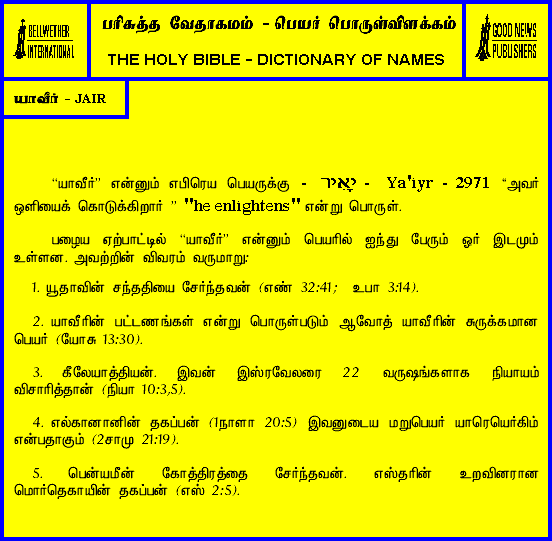 BELLWETHER
INTERNATIONAL
பரிசுத்த வேதாகமம் - பெயர் பொருள்விளக்கம்
THE HOLY BIBLE - DICTIONARY OF NAMES
GOOD NEWS
PUBLISHERS
யாவீர் - JAIR
“யாவீர்” என்னும் எபிரெய பெயருக்கு - יָאִיר - Ya'iyr - 2971 “அவர்
ஒளியைக் கொடுக்கிறார் ” "he enlightens" என்று பொருள்.
பழைய ஏற்பாட்டில் “யாவீர்” என்னும் பெயரில் ஐந்து பேரும் ஓர் இடமும்
உள்ளன. அவற்றின் விவரம் வருமாறு:
1. யூதாவின் சந்ததியை சேர்ந்தவன் (எண் 32:41; உபா 3:14).
2. யாவீரின் பட்டணங்கள் என்று பொருள்படும் ஆவோத் யாவீரின் சுருக்கமான
பெயர் (யோசு 13:30).
3. கீலேயாத்தியன். இவன் இஸ்ரவேலரை 22 வருஷங்களாக நியாயம்
விசாரித்தான் (நியா 10:3,5).
4. எல்கானானின் தகப்பன் (1நாளா 20:5) இவனுடைய மறுபெயர் யாரெயெர்கிம்
என்பதாகும் (2சாமு 21:19).
5. பென்யமீன் கோத்திரத்தை சேர்ந்தவன். எஸ்தரின் உறவினரான
மொர்தெகாயின் தகப்பன் (எஸ் 2:5).